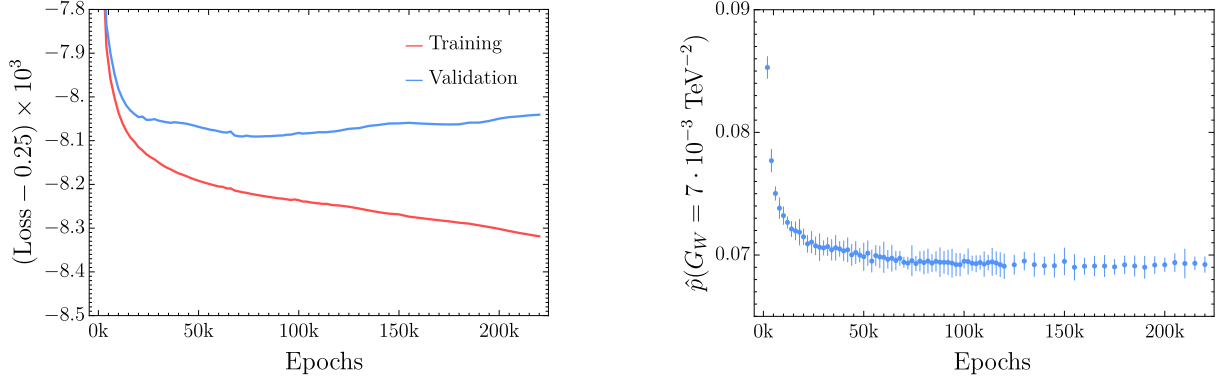 (Loss − 0.25) × 10³
−7.8
−7.9
−8.
−8.1
−8.2
−8.3
−8.4
−8.5
Training
Validation
0k
50k
100k
150k
200k
Epochs
p̂(G_W = 7 · 10⁻³ TeV⁻²)
0.09
0.08
0.07
0k
50k
100k
150k
200k
Epochs